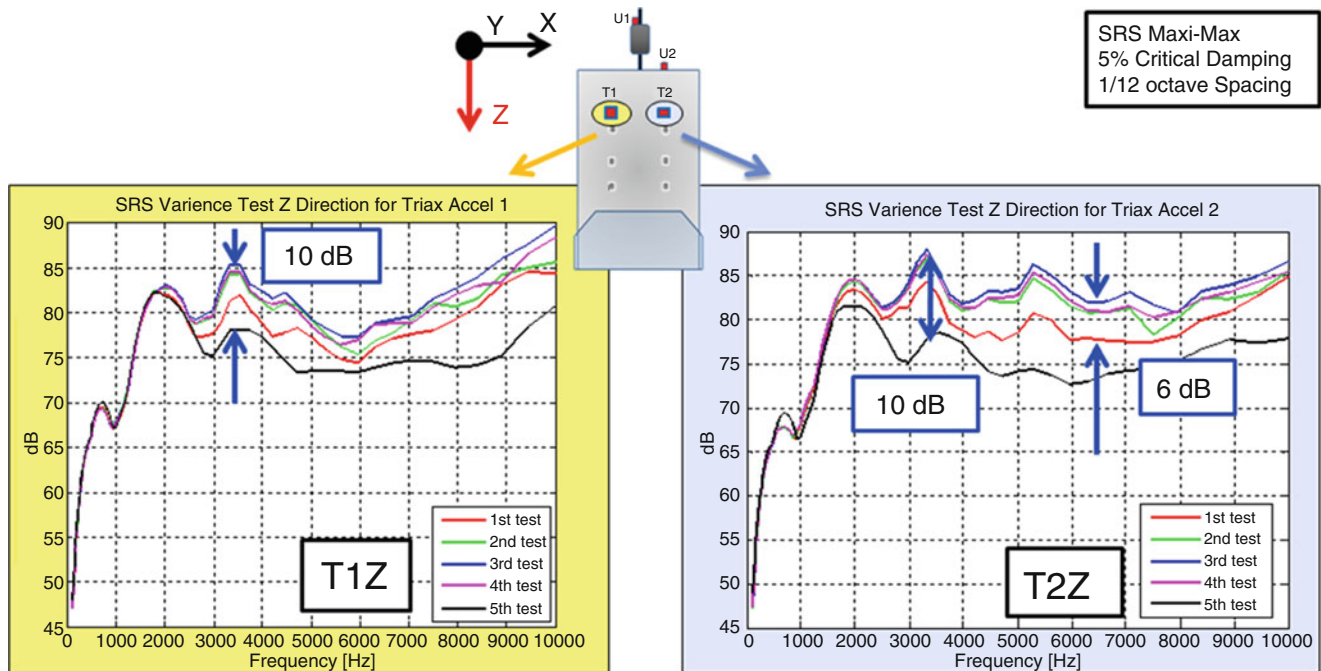 Y X
Z
U1
U2
T1 T2
SRS Maxi-Max
5% Critical Damping
1/12 octave Spacing
SRS Varience Test Z Direction for Triax Accel 1
90
85
80
75
70
65
60
55
50
45
dB
10 dB
T1Z
1st test
2nd test
3rd test
4th test
5th test
0 1000 2000 3000 4000 5000 6000 7000 8000 9000 10000
Frequency [Hz]
SRS Varience Test Z Direction for Triax Accel 2
90
85
80
75
70
65
60
55
50
45
dB
10 dB
6 dB
T2Z
1st test
2nd test
3rd test
4th test
5th test
0 1000 2000 3000 4000 5000 6000 7000 8000 9000 10000
Frequency [Hz]